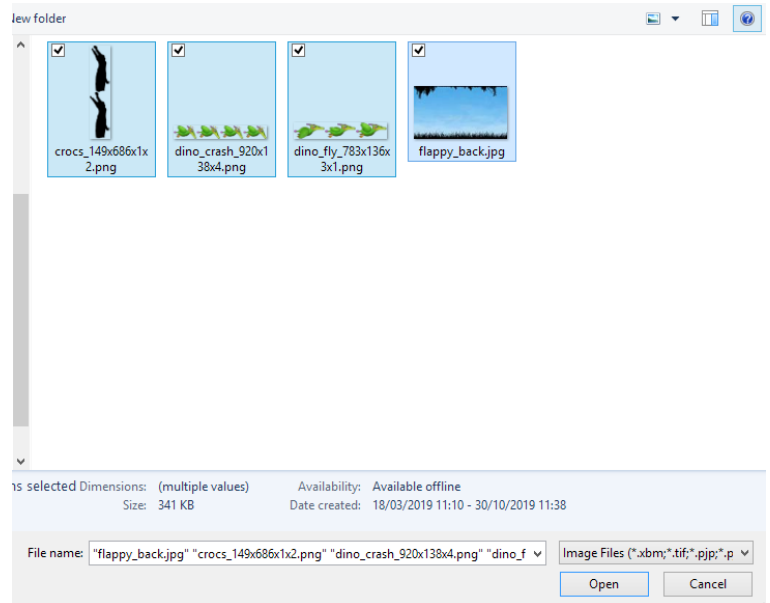 New folder
crocs_149x686x1x
2.png
dino_crash_920x1
38x4.png
dino_fly_783x136x
3x1.png
flappy_back.jpg
ns selected Dimensions: (multiple values) Availability: Available offline
Size: 341 KB Date created: 18/03/2019 11:10 - 30/10/2019 11:38
File name: "flappy_back.jpg" "crocs_149x686x1x2.png" "dino_crash_920x138x4.png" "dino_f Image Files (*.xbm;*.tif;*.pjp;*.p
Open Cancel